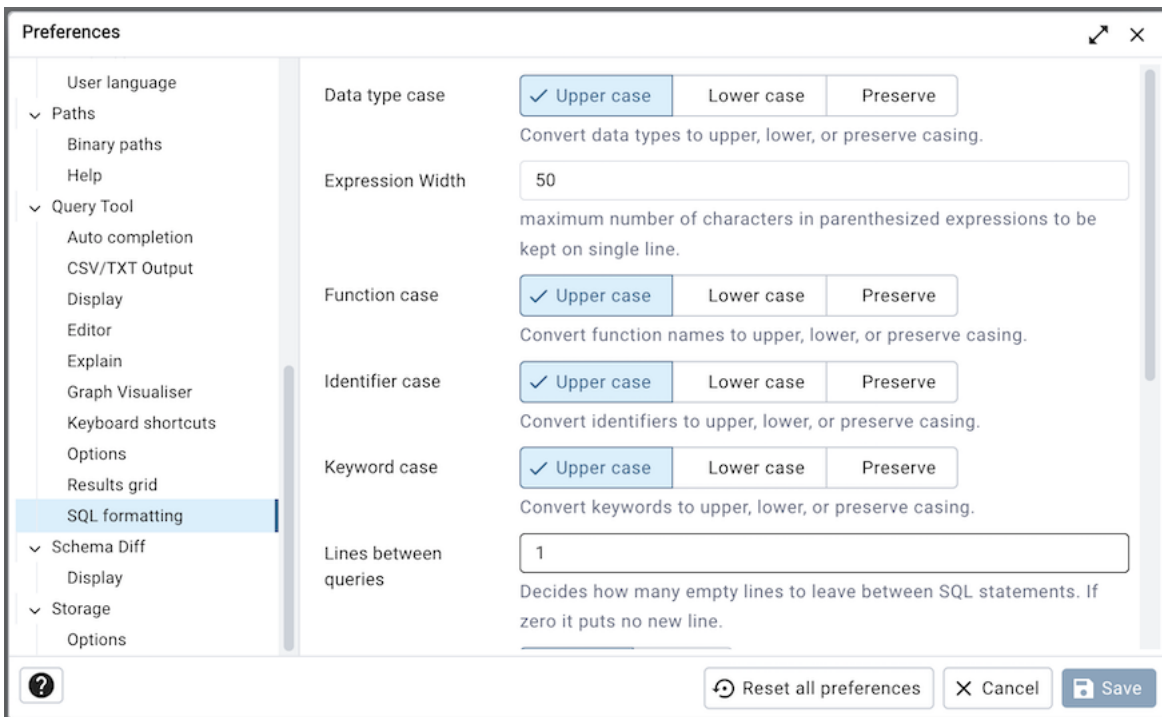 Preferences
User language
Paths
Binary paths
Help
Query Tool
Auto completion
CSV/TXT Output
Display
Editor
Explain
Graph Visualiser
Keyboard shortcuts
Options
Results grid
SQL formatting
Schema Diff
Display
Storage
Options
Data type case
Upper case
Lower case
Preserve
Convert data types to upper, lower, or preserve casing.
Expression Width
50
maximum number of characters in parenthesized expressions to be
kept on single line.
Function case
Upper case
Lower case
Preserve
Convert function names to upper, lower, or preserve casing.
Identifier case
Upper case
Lower case
Preserve
Convert identifiers to upper, lower, or preserve casing.
Keyword case
Upper case
Lower case
Preserve
Convert keywords to upper, lower, or preserve casing.
Lines between
queries
1
Decides how many empty lines to leave between SQL statements. If
zero it puts no new line.
?
Reset all preferences
Cancel
Save